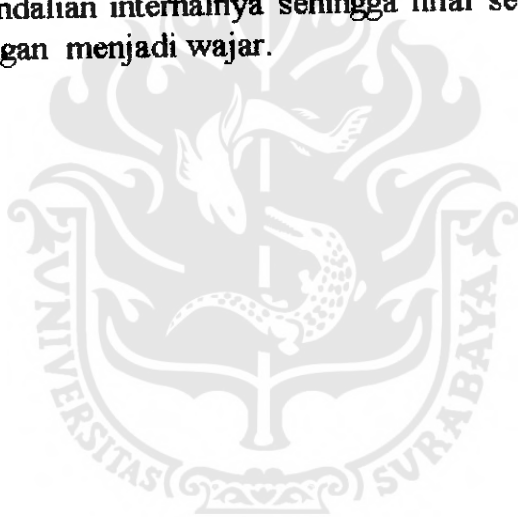 ndalian internalnya sehingga nilai se
gan menjadi wajar.
UNIVERSITAS SURABAYA